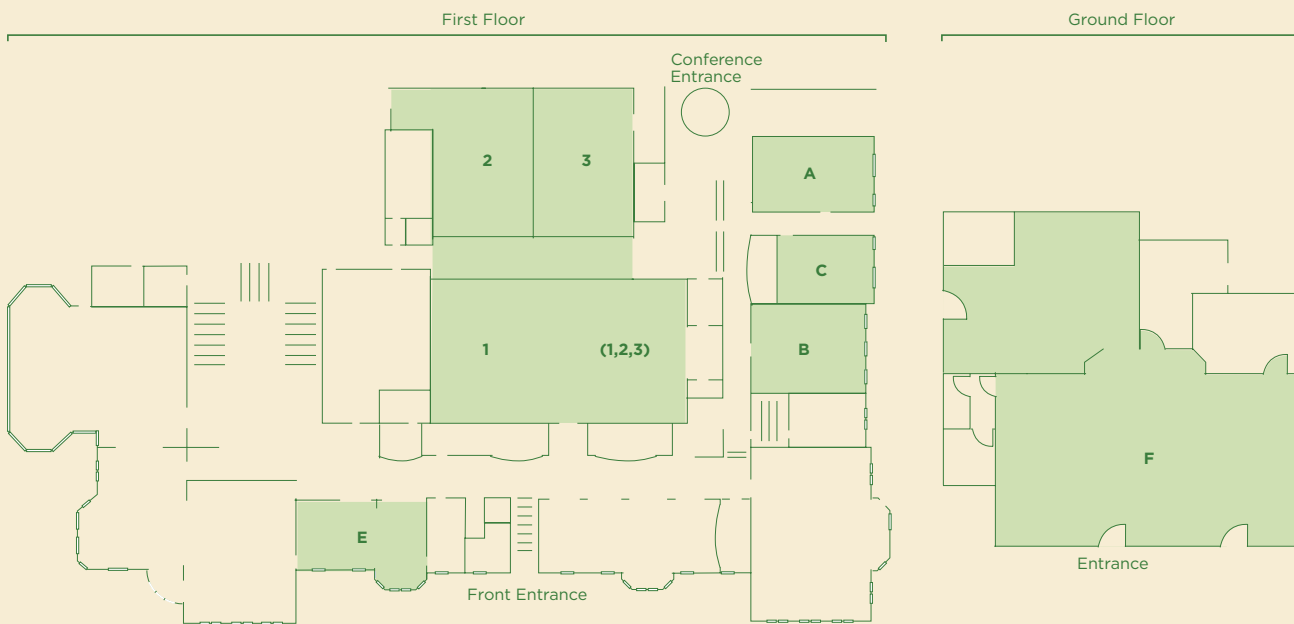 First Floor
Ground Floor
Conference
Entrance
2
3
A
C
1
(1,2,3)
B
F
E
Entrance
Front Entrance